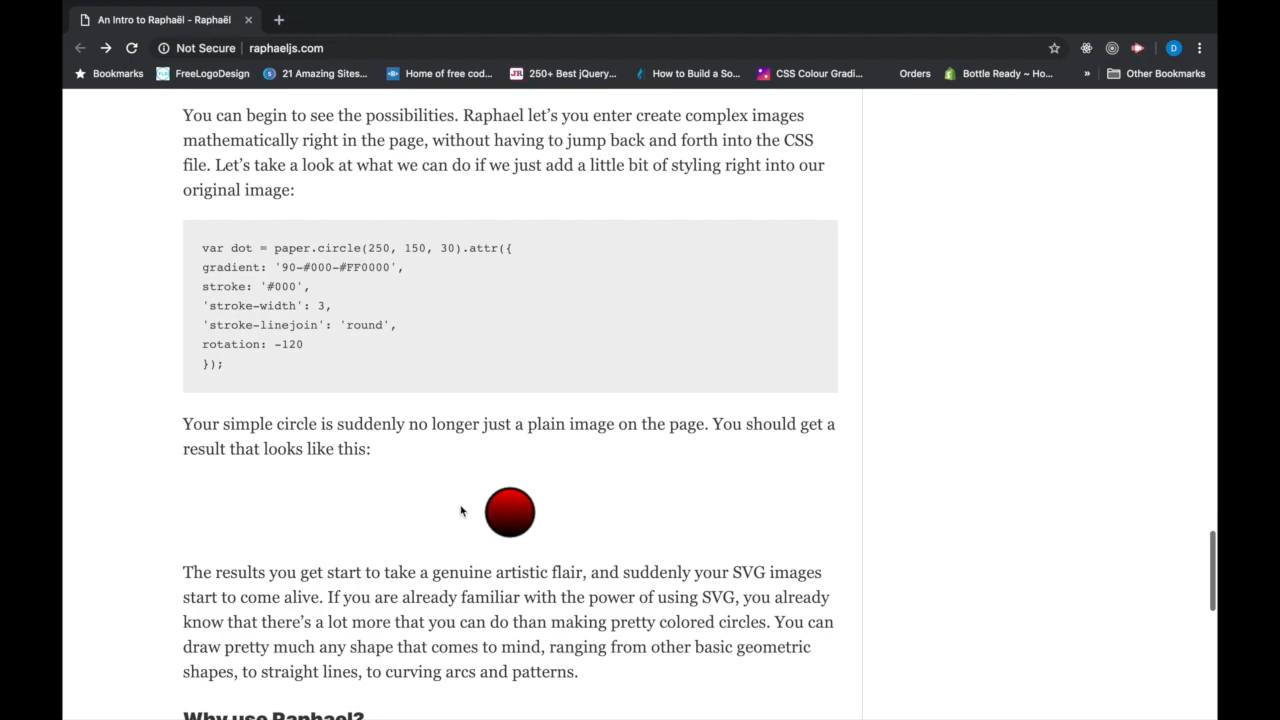 An Intro to Raphaël - Raphaël
Not Secure raphaeljs.com
D
Bookmarks FreeLogoDesign 21 Amazing Sites... Home of free cod... JR 250+ Best jQuery... How to Build a So... CSS Colour Gradi... Orders Bottle Ready ~ Ho... » Other Bookmarks
You can begin to see the possibilities. Raphael let’s you enter create complex images
mathematically right in the page, without having to jump back and forth into the CSS
file. Let’s take a look at what we can do if we just add a little bit of styling right into our
original image:
var dot = paper.circle(250, 150, 30).attr({
gradient: '90-#000-#FF0000',
stroke: '#000',
'stroke-width': 3,
'stroke-linejoin': 'round',
rotation: -120
});
Your simple circle is suddenly no longer just a plain image on the page. You should get a
result that looks like this:
The results you get start to take a genuine artistic flair, and suddenly your SVG images
start to come alive. If you are already familiar with the power of using SVG, you already
know that there’s a lot more that you can do than making pretty colored circles. You can
draw pretty much any shape that comes to mind, ranging from other basic geometric
shapes, to straight lines, to curving arcs and patterns.
Why use Raphael?